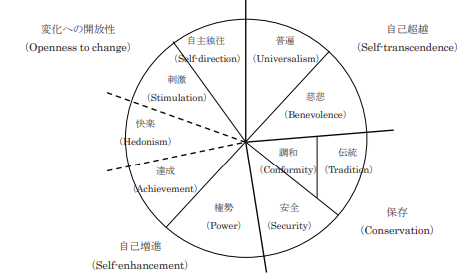 変化への開放性
(Openness to change)
自己超越
(Self-transcendence)
自主独往
(Self-direction)
普遍
(Universalism)
刺激
(Stimulation)
慈悲
(Benevolence)
快楽
(Hedonism)
調和
(Conformity)
伝統
(Tradition)
達成
(Achievement)
権勢
(Power)
安全
(Security)
保存
(Conservation)
自己増進
(Self-enhancement)